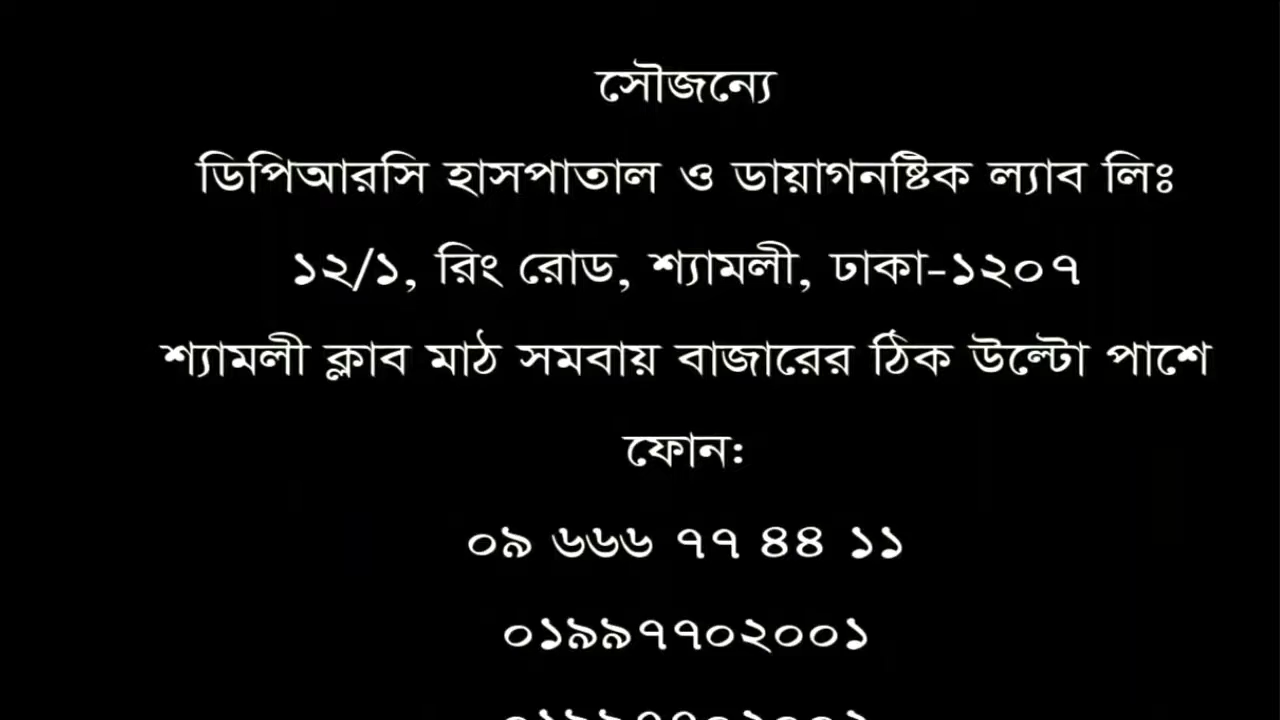 সৌজন্যে
ডিপিআরসি হাসপাতাল ও ডায়াগনষ্টিক ল্যাব লিঃ
১২/১, রিং রোড, শ্যামলী, ঢাকা-১২০৭
শ্যামলী ক্লাব মাঠ সমবায় বাজারের ঠিক উল্টো পাশে
ফোন:
০৯ ৬৬৬ ৭৭ ৪৪ ১১
০১৯৯৭৭০২০০১